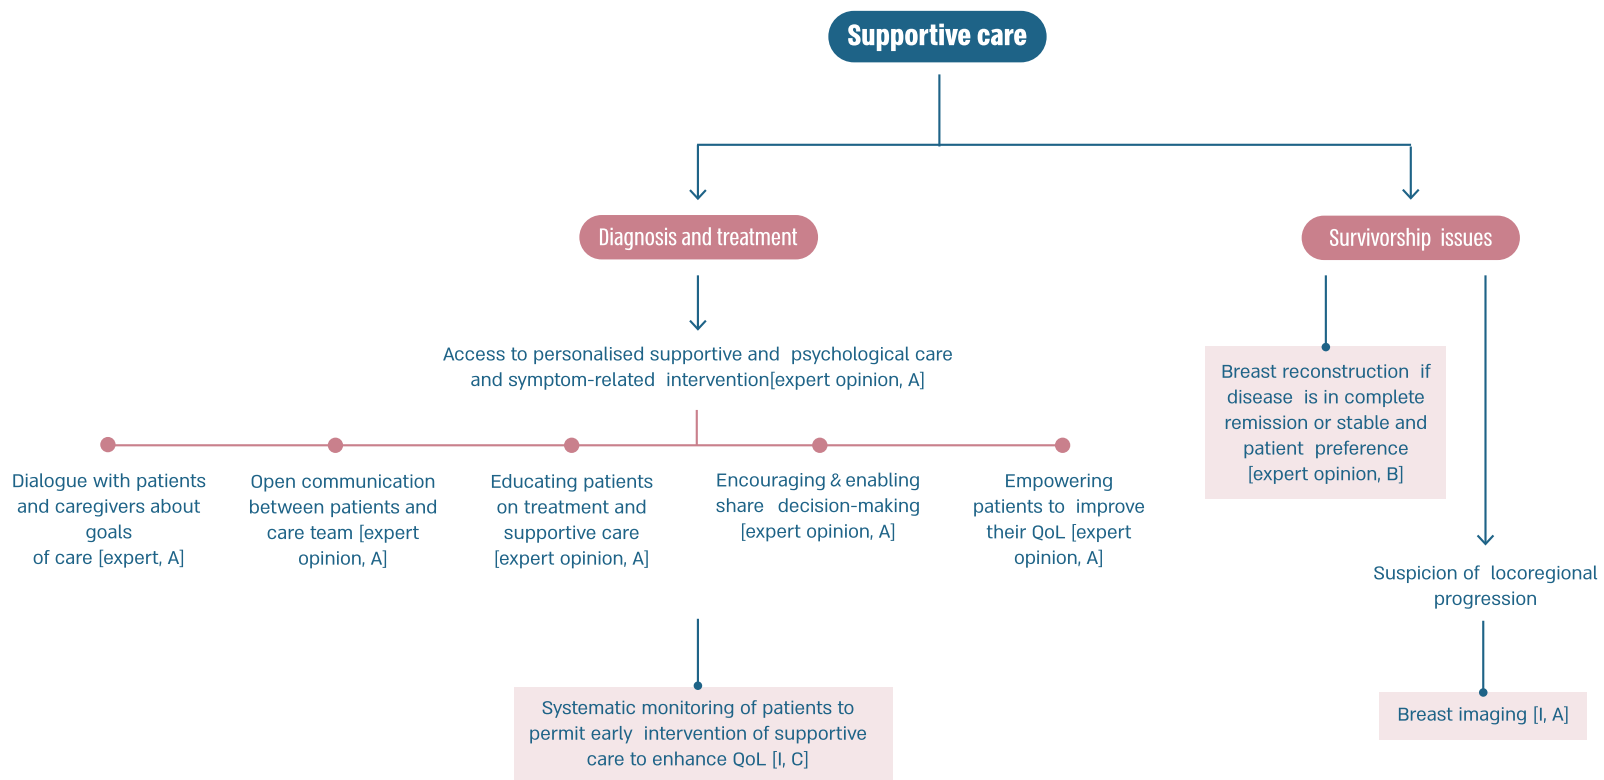 Supportive care
Diagnosis and treatment
Survivorship issues
Access to personalised supportive and psychological care
and symptom-related intervention[expert opinion, A]
Dialogue with patients
and caregivers about
goals
of care [expert, A]
Open communication
between patients and
care team [expert
opinion, A]
Educating patients
on treatment and
supportive care
[expert opinion, A]
Encouraging & enabling
share decision-making
[expert opinion, A]
Empowering
patients to improve
their QoL [expert
opinion, A]
Systematic monitoring of patients to
permit early intervention of supportive
care to enhance QoL [I, C]
Breast reconstruction if
disease is in complete
remission or stable and
patient preference
[expert opinion, B]
Suspicion of locoregional
progression
Breast imaging [I, A]